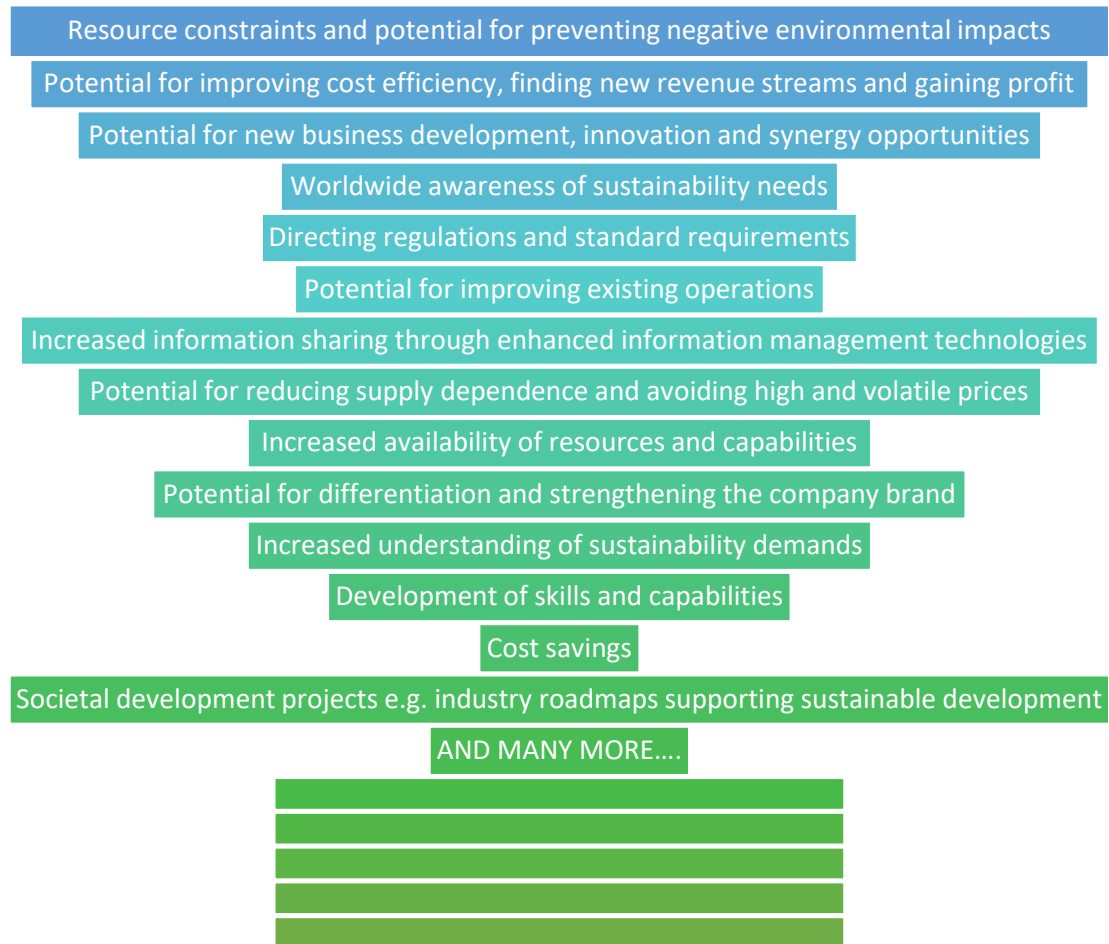 Resource constraints and potential for preventing negative environmental impacts
Potential for improving cost efficiency, finding new revenue streams and gaining profit
Potential for new business development, innovation and synergy opportunities
Worldwide awareness of sustainability needs
Directing regulations and standard requirements
Potential for improving existing operations
Increased information sharing through enhanced information management technologies
Potential for reducing supply dependence and avoiding high and volatile prices
Increased availability of resources and capabilities
Potential for differentiation and strengthening the company brand
Increased understanding of sustainability demands
Development of skills and capabilities
Cost savings
Societal development projects e.g. industry roadmaps supporting sustainable development
AND MANY MORE....